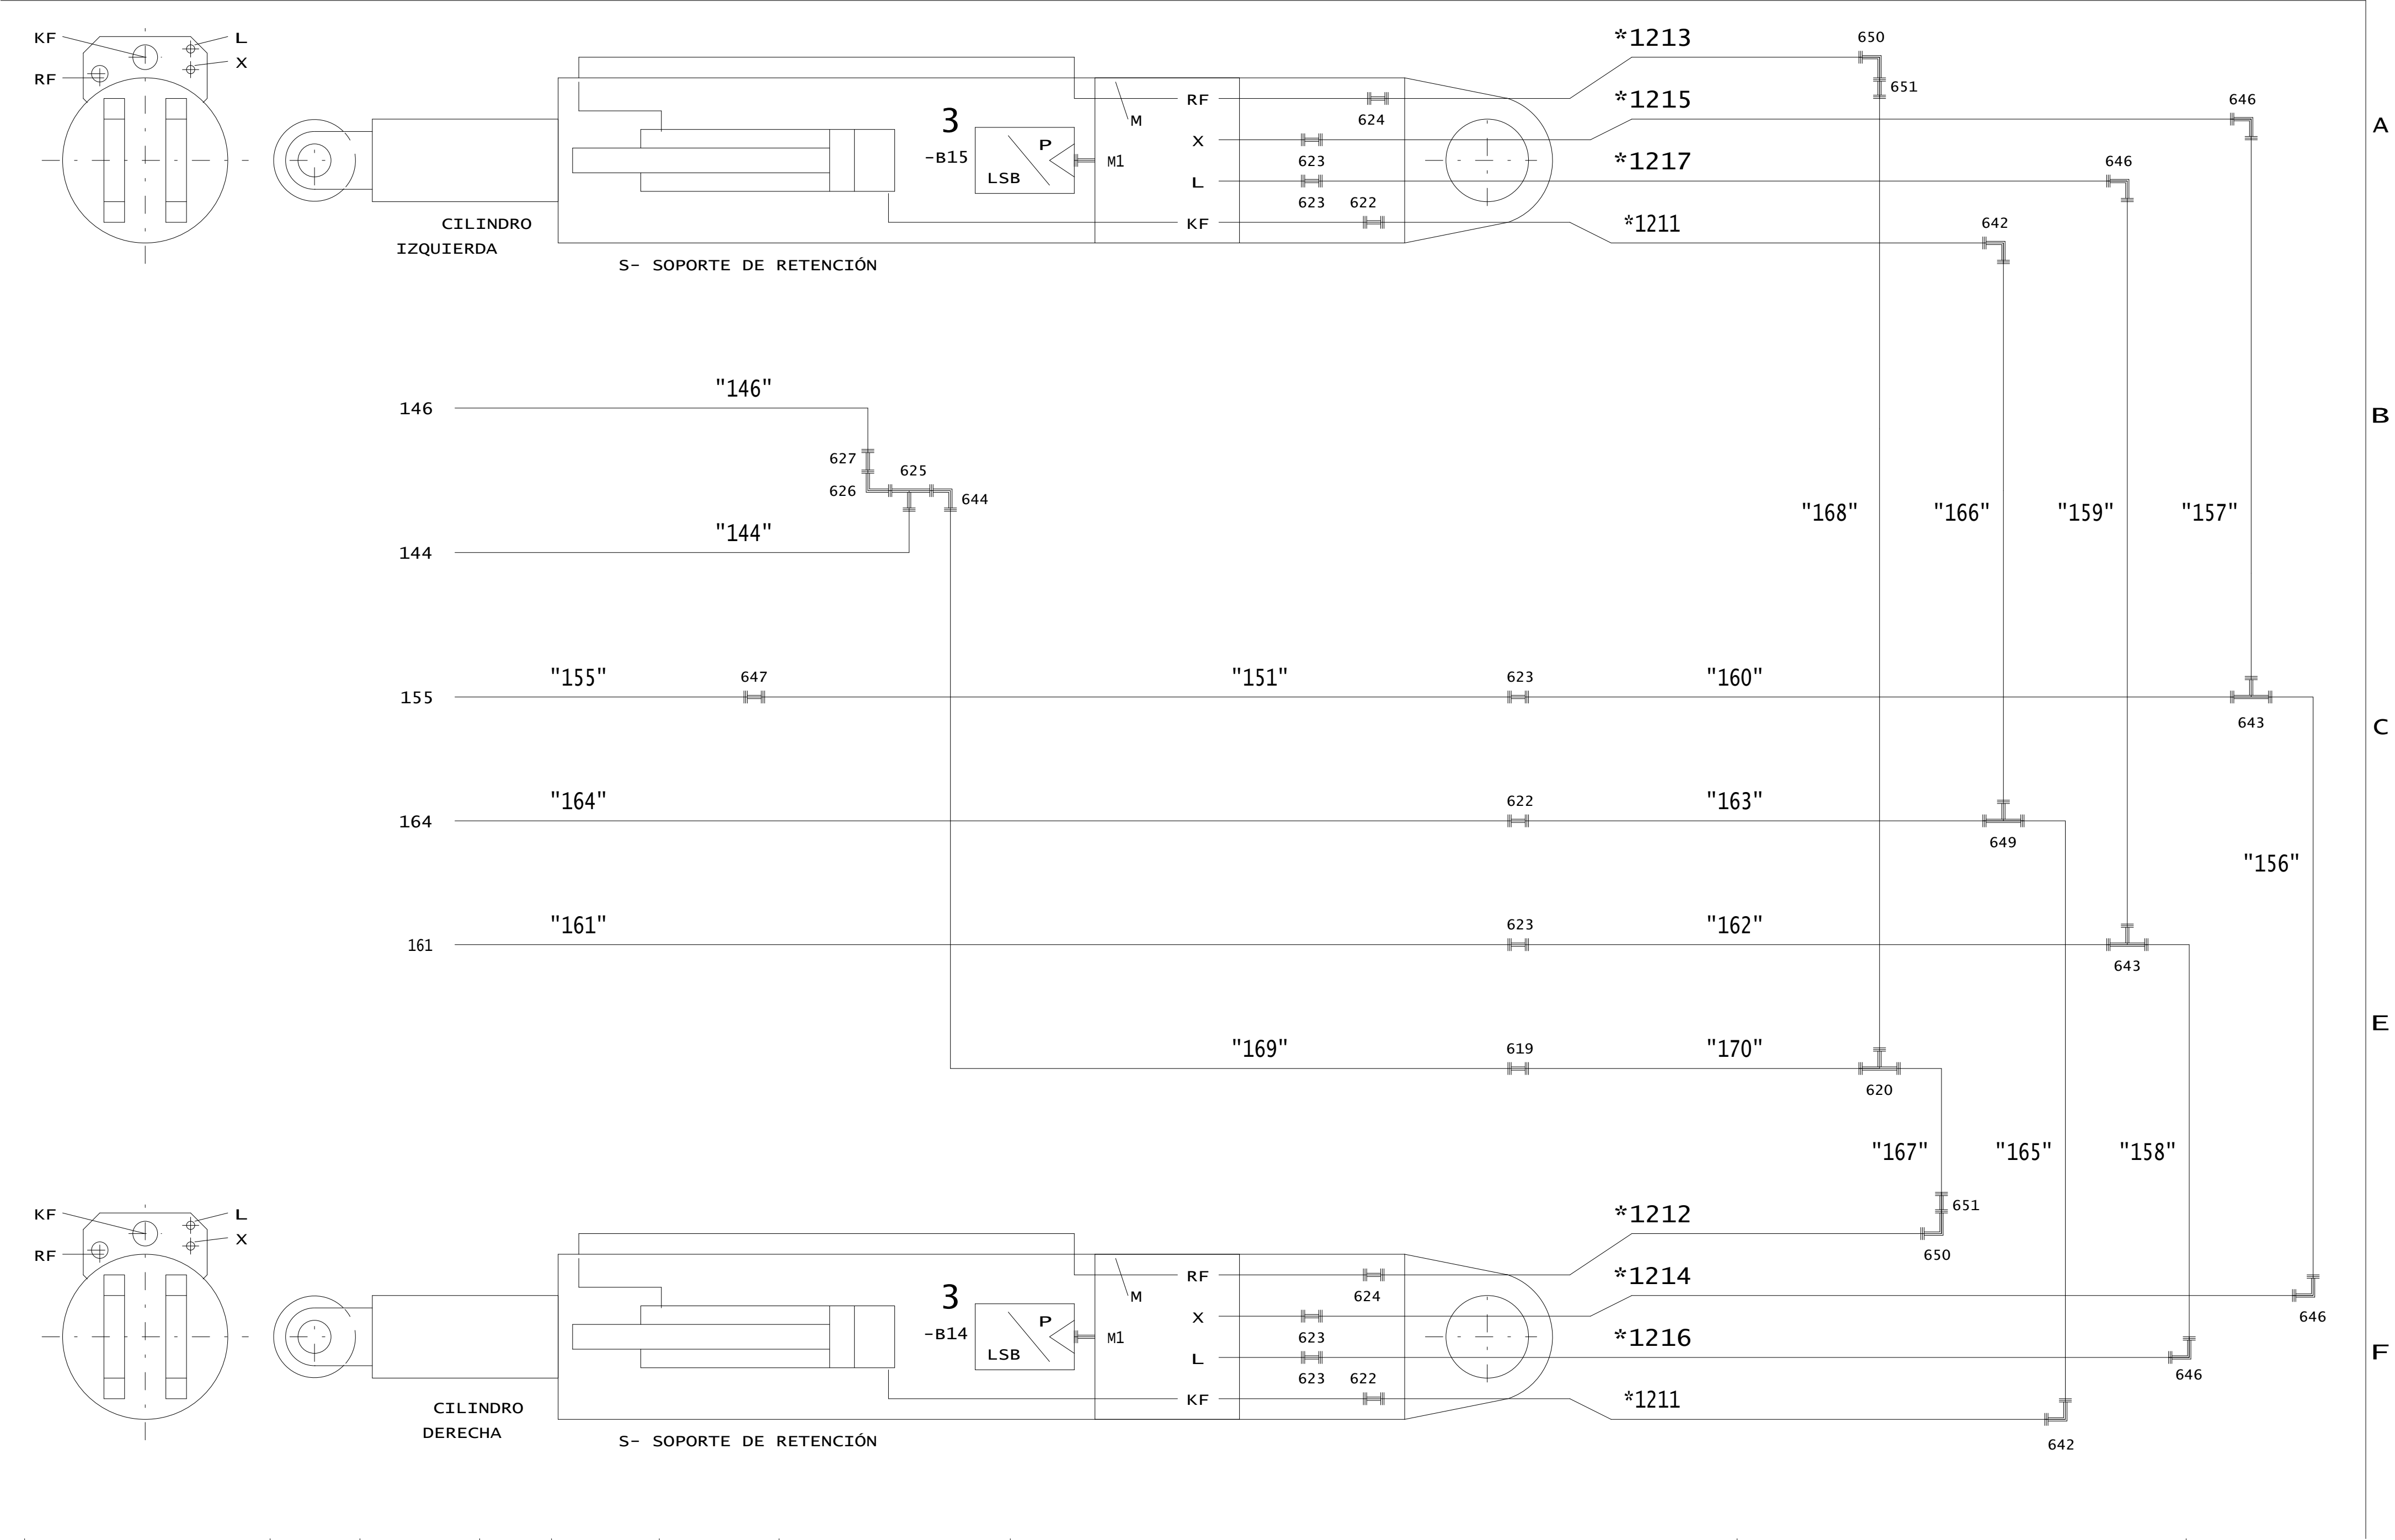 KF
L
X
RF
3
-B15
P
LSB
M
M1
RF
X
L
KF
624
623
623
622
*1213
*1215
*1217
*1211
650
651
646
646
642
A
CILINDRO
IZQUIERDA
S- SOPORTE DE RETENCIÓN
146
"146"
B
627
625
626
644
144
"144"
"168"
"166"
"159"
"157"
155
"155"
647
"151"
623
"160"
643
C
164
"164"
622
"163"
649
"156"
161
"161"
623
"162"
643
E
"169"
619
"170"
620
"167"
"165"
"158"
651
650
KF
L
X
RF
3
-B14
P
LSB
M
M1
RF
X
L
KF
624
623
623
622
*1212
*1214
*1216
*1211
646
646
642
F
CILINDRO
DERECHA
S- SOPORTE DE RETENCIÓN